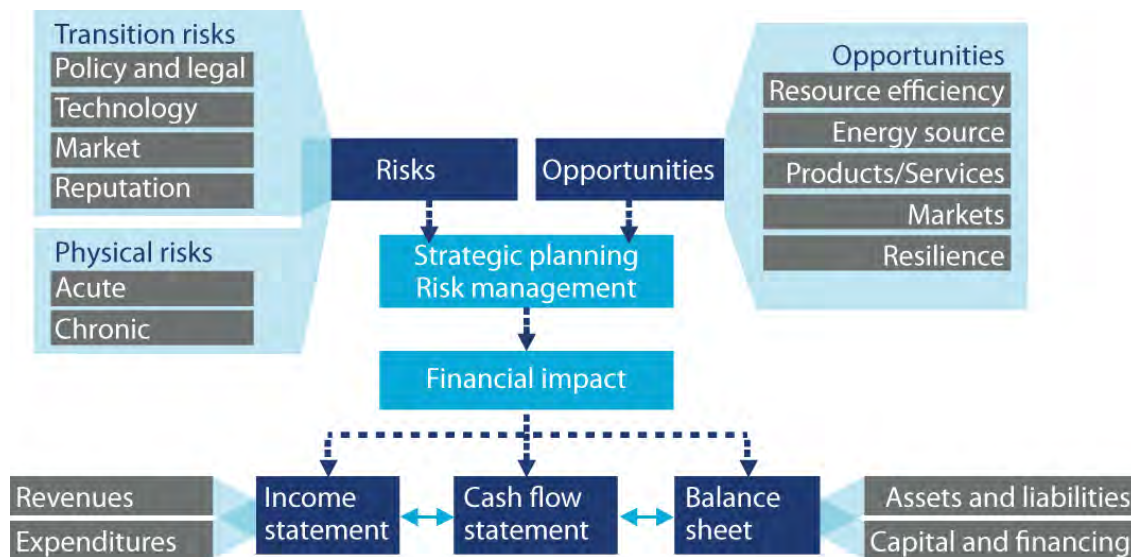 Transition risks
Policy and legal
Technology
Market
Reputation
Physical risks
Acute
Chronic
Risks
Opportunities
Opportunities
Resource efficiency
Energy source
Products/Services
Markets
Resilience
Strategic planning
Risk management
Financial impact
Revenues
Expenditures
Income
statement
Cash flow
statement
Balance
sheet
Assets and liabilities
Capital and financing